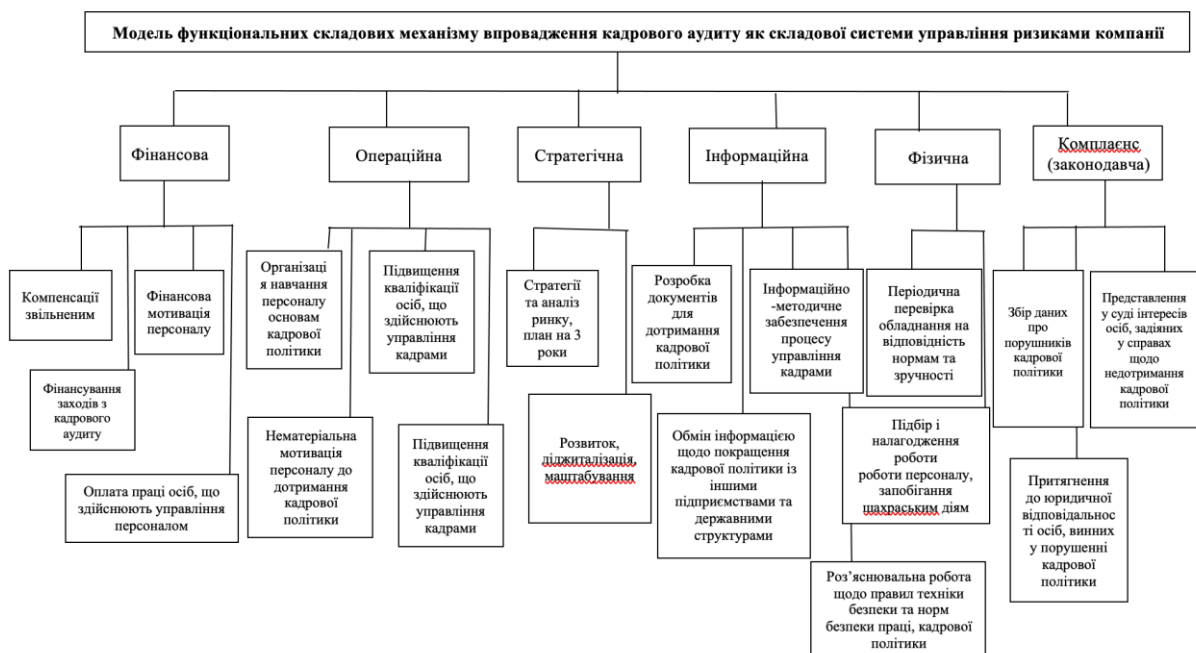 Модель функціональних складових механізму впровадження кадрового аудиту як складової системи управління ризиками компанії
Фінансова
Операційна
Стратегічна
Інформаційна
Фізична
Комплаєнс
(законодавча)
Компенсації
звільненим
Фінансова
мотивація
персоналу
Фінансування
заходів з
кадрового
аудиту
Оплата праці осіб, що
здійснюють управління
персоналом
Організаці
я навчання
персоналу
основам
кадрової
політики
Підвищення
кваліфікації
осіб, що
здійснюють
управління
кадрами
Нематеріальна
мотивація
персоналу до
дотримання
кадрової
політики
Підвищення
кваліфікації
осіб, що
здійснюють
управління
кадрами
Стратегії
та аналіз
ринку,
план на 3
роки
Розвиток,
діджиталізація,
маштабування
Розробка
документів
для
дотримання
кадрової
політики
Інформаційно
-методичне
забезпечення
процесу
управління
кадрами
Обмін інформацією
щодо покращення
кадрової політики із
іншими
підприємствами та
державними
структурами
Роз’яснювальна робота
щодо правил техніки
безпеки та норм
безпеки праці, кадрової
політики
Періодична
перевірка
обладнання на
відповідність
нормам та
зручності
Підбір і
налагодження
роботи
роботи персоналу,
запобігання
шахраським діям
Збір даних
про
порушників
кадрової
політики
Представлення
у суді інтересів
осіб, задіяних
у справах
щодо
недотримання
кадрової
політики
Притягнення
до юридичної
відповідальнос
ті осіб, винних
у порушенні
кадрової
політики